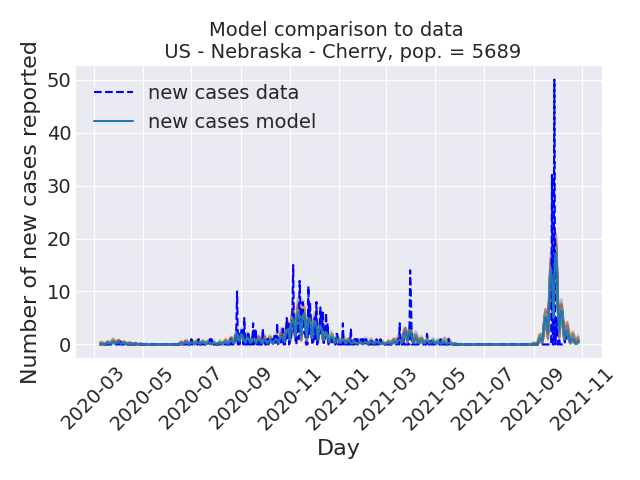 Model comparison to data
US - Nebraska - Cherry, pop. = 5689
Number of new cases reported
50
40
30
20
10
0
new cases data
new cases model
2020-03
2020-05
2020-07
2020-09
2020-11
2021-01
2021-03
2021-05
2021-07
2021-09
2021-11
Day